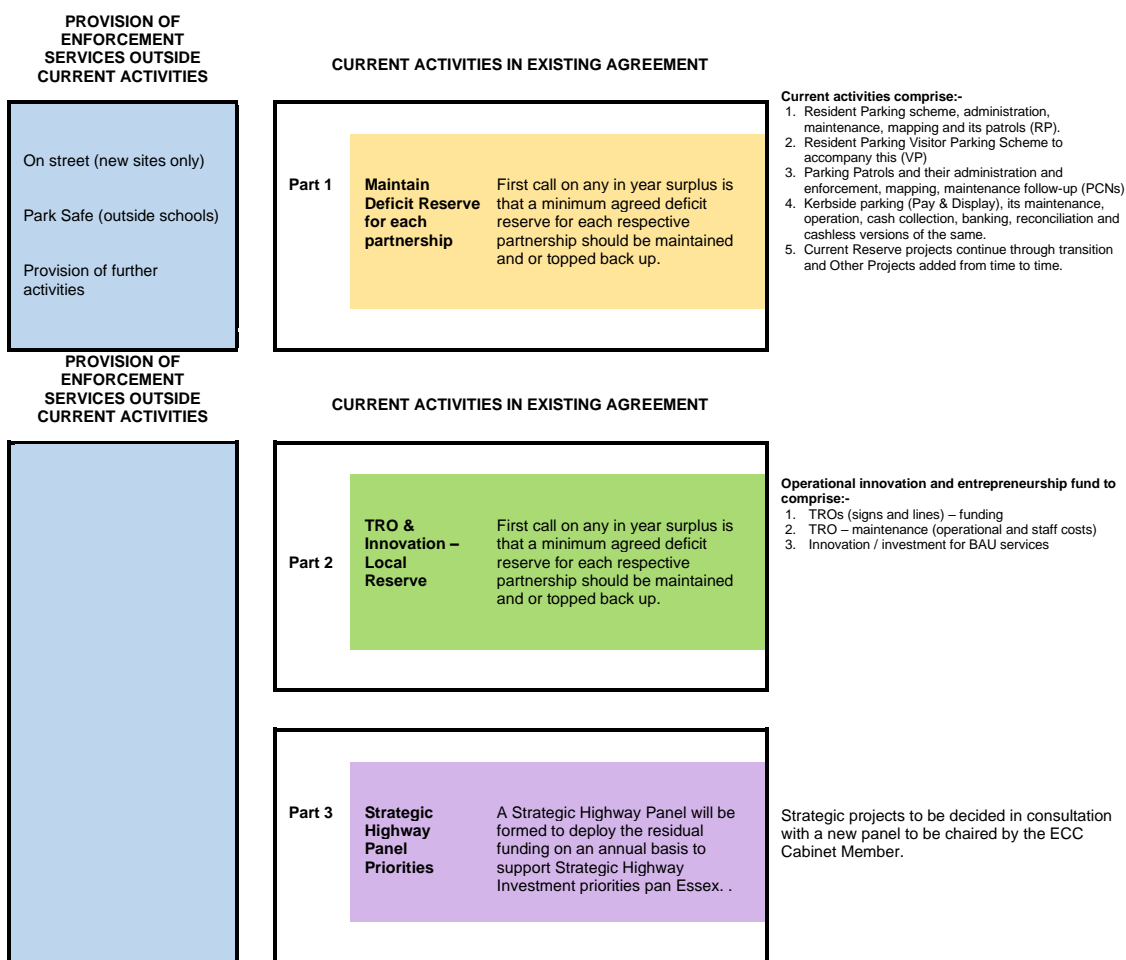 PROVISION OF
ENFORCEMENT
SERVICES OUTSIDE
CURRENT ACTIVITIES
CURRENT ACTIVITIES IN EXISTING AGREEMENT
On street (new sites only)
Park Safe (outside schools)
Provision of further
activities
Part 1
Maintain
Deficit Reserve
for each
partnership
First call on any in year surplus is
that a minimum agreed deficit
reserve for each respective
partnership should be maintained
and or topped back up.
Current activities comprise:-
1. Resident Parking scheme, administration,
maintenance, mapping and its patrols (RP).
2. Resident Parking Visitor Parking Scheme to
accompany this (VP)
3. Parking Patrols and their administration and
enforcement, mapping, maintenance follow-up (PCNs)
4. Kerbside parking (Pay & Display), its maintenance,
operation, cash collection, banking, reconciliation and
cashless versions of the same.
5. Current Reserve projects continue through transition
and Other Projects added from time to time.
PROVISION OF
ENFORCEMENT
SERVICES OUTSIDE
CURRENT ACTIVITIES
CURRENT ACTIVITIES IN EXISTING AGREEMENT
Part 2
TRO &
Innovation –
Local
Reserve
First call on any in year surplus is
that a minimum agreed deficit
reserve for each respective
partnership should be maintained
and or topped back up.
Operational innovation and entrepreneurship fund to
comprise:-
1. TROs (signs and lines) – funding
2. TRO – maintenance (operational and staff costs)
3. Innovation / investment for BAU services
Part 3
Strategic
Highway
Panel
Priorities
A Strategic Highway Panel will be
formed to deploy the residual
funding on an annual basis to
support Strategic Highway
Investment priorities pan Essex. .
Strategic projects to be decided in consultation
with a new panel to be chaired by the ECC
Cabinet Member.